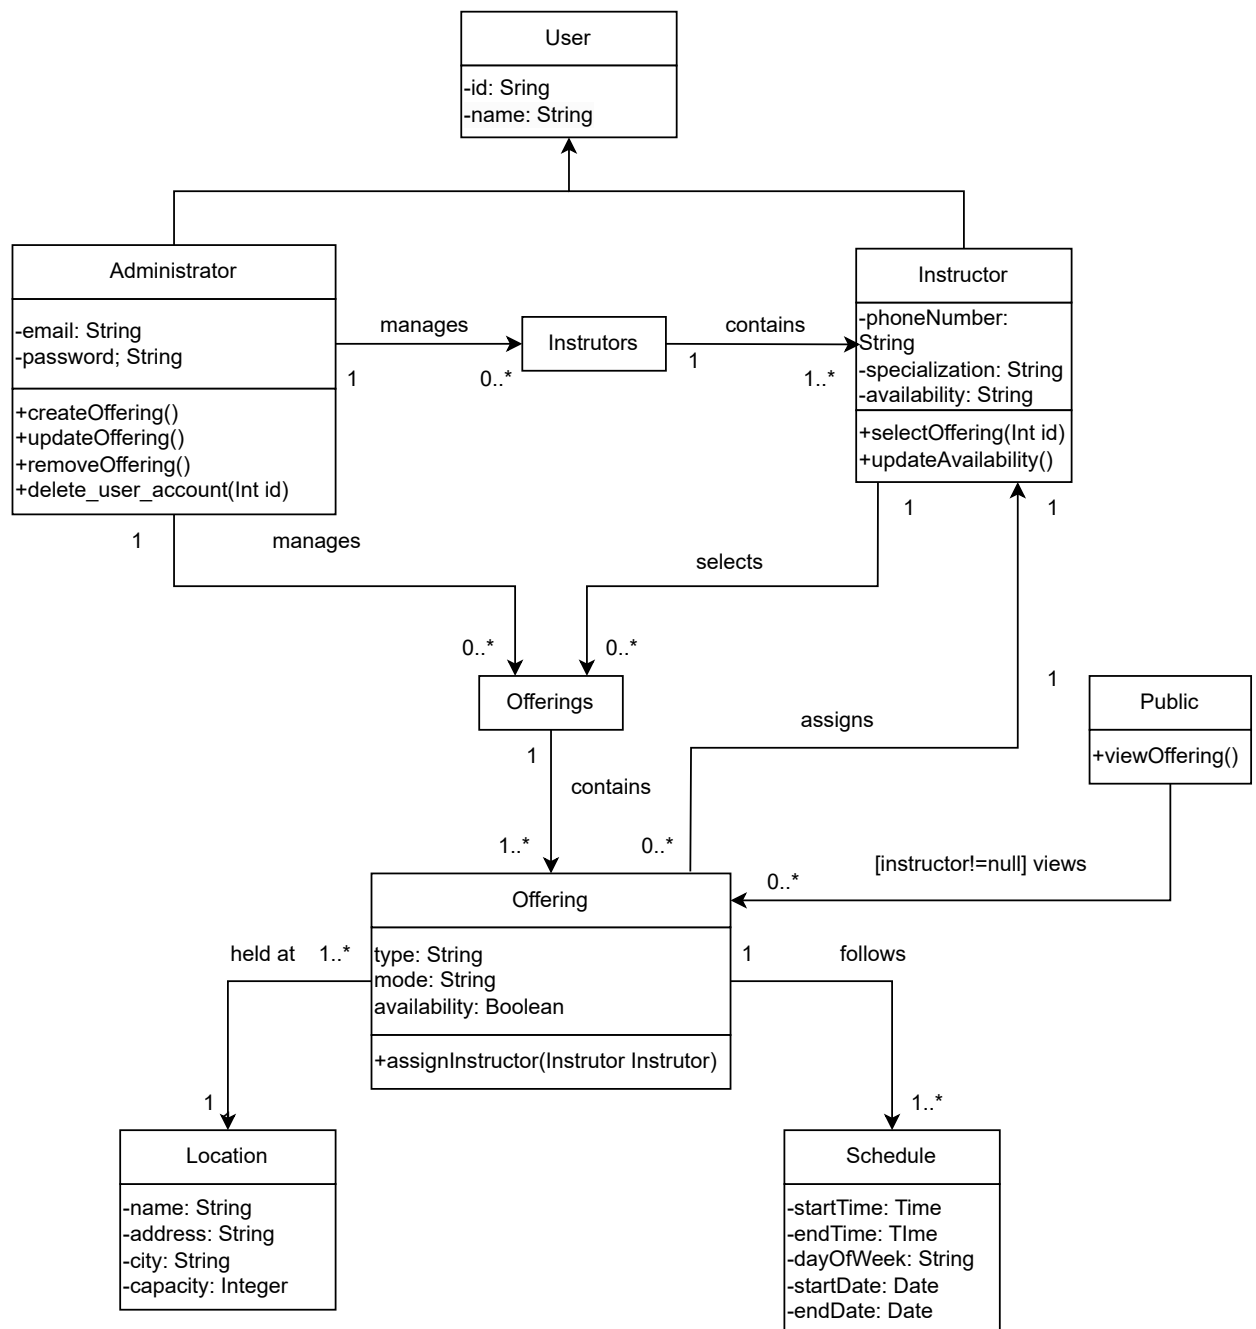 User
-id: Sring
-name: String
Administrator
-email: String
-password; String
+createOffering()
+updateOffering()
+removeOffering()
+delete_user_account(Int id)
manages
1
0..*
Instrutors
contains
1
1..*
Instructor
-phoneNumber:
String
-specialization: String
-availability: String
+selectOffering(Int id)
+updateAvailability()
1
manages
0..*
1
selects
0..*
1
Offerings
1
contains
1..*
0..*
assigns
1
Public
+viewOffering()
[instructor!=null] views
0..*
Offering
type: String
mode: String
availability: Boolean
+assignInstructor(Instrutor Instrutor)
held at
1..*
1
1
follows
1..*
Location
-name: String
-address: String
-city: String
-capacity: Integer
Schedule
-startTime: Time
-endTime: TIme
-dayOfWeek: String
-startDate: Date
-endDate: Date